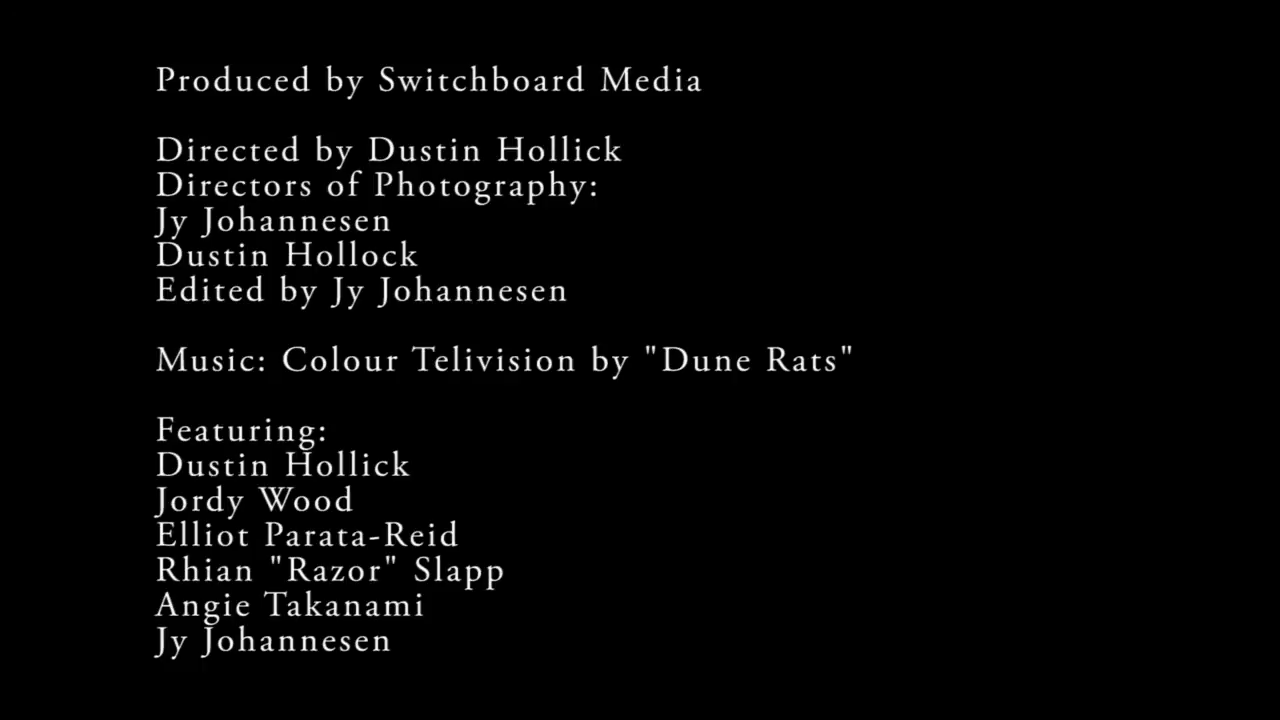 Produced by Switchboard Media
Directed by Dustin Hollick
Directors of Photography:
Jy Johannesen
Dustin Hollock
Edited by Jy Johannesen
Music: Colour Telivision by "Dune Rats"
Featuring:
Dustin Hollick
Jordy Wood
Elliot Parata-Reid
Rhian "Razor" Slapp
Angie Takanami
Jy Johannesen